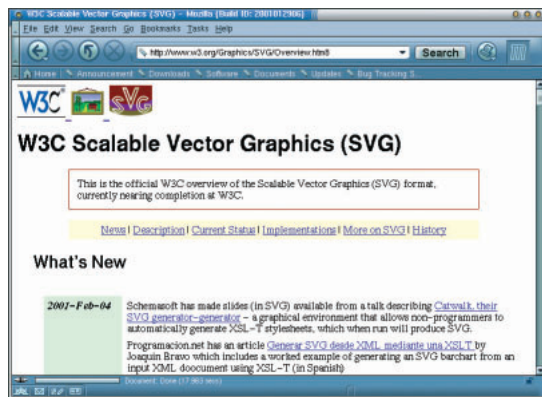 W3C Scalable Vector Graphics (SVG) - Mozilla {Build ID: 2001012906}
File Edit View Search Go Bookmarks Tasks Help
http://www.w3.org/Graphics/SVG/Overview.htm8 Search
Home Announcement Downloads Software Documents Updates Bug Tracking S...
W3C® SVG
W3C Scalable Vector Graphics (SVG)
This is the official W3C overview of the Scalable Vector Graphics (SVG) format,
currently nearing completion at W3C.
News | Description | Current Status | Implementations | More on SVG | History
What's New
2001-Feb-04 Schemasoft has made slides (in SVG) available from a talk describing Catwalk, their
SVG generator-generator - a graphical environment that allows non-programmers to
automatically generate XSL-T stylesheets, which when run will produce SVG.
Programacion.net has an article Generar SVG desde XML mediante una XSLT by
Joaquin Bravo which includes a worked example of generating an SVG barchart from an
input XML doocument using XSL-T (in Spanish)
Document: Done (17.963 secs)